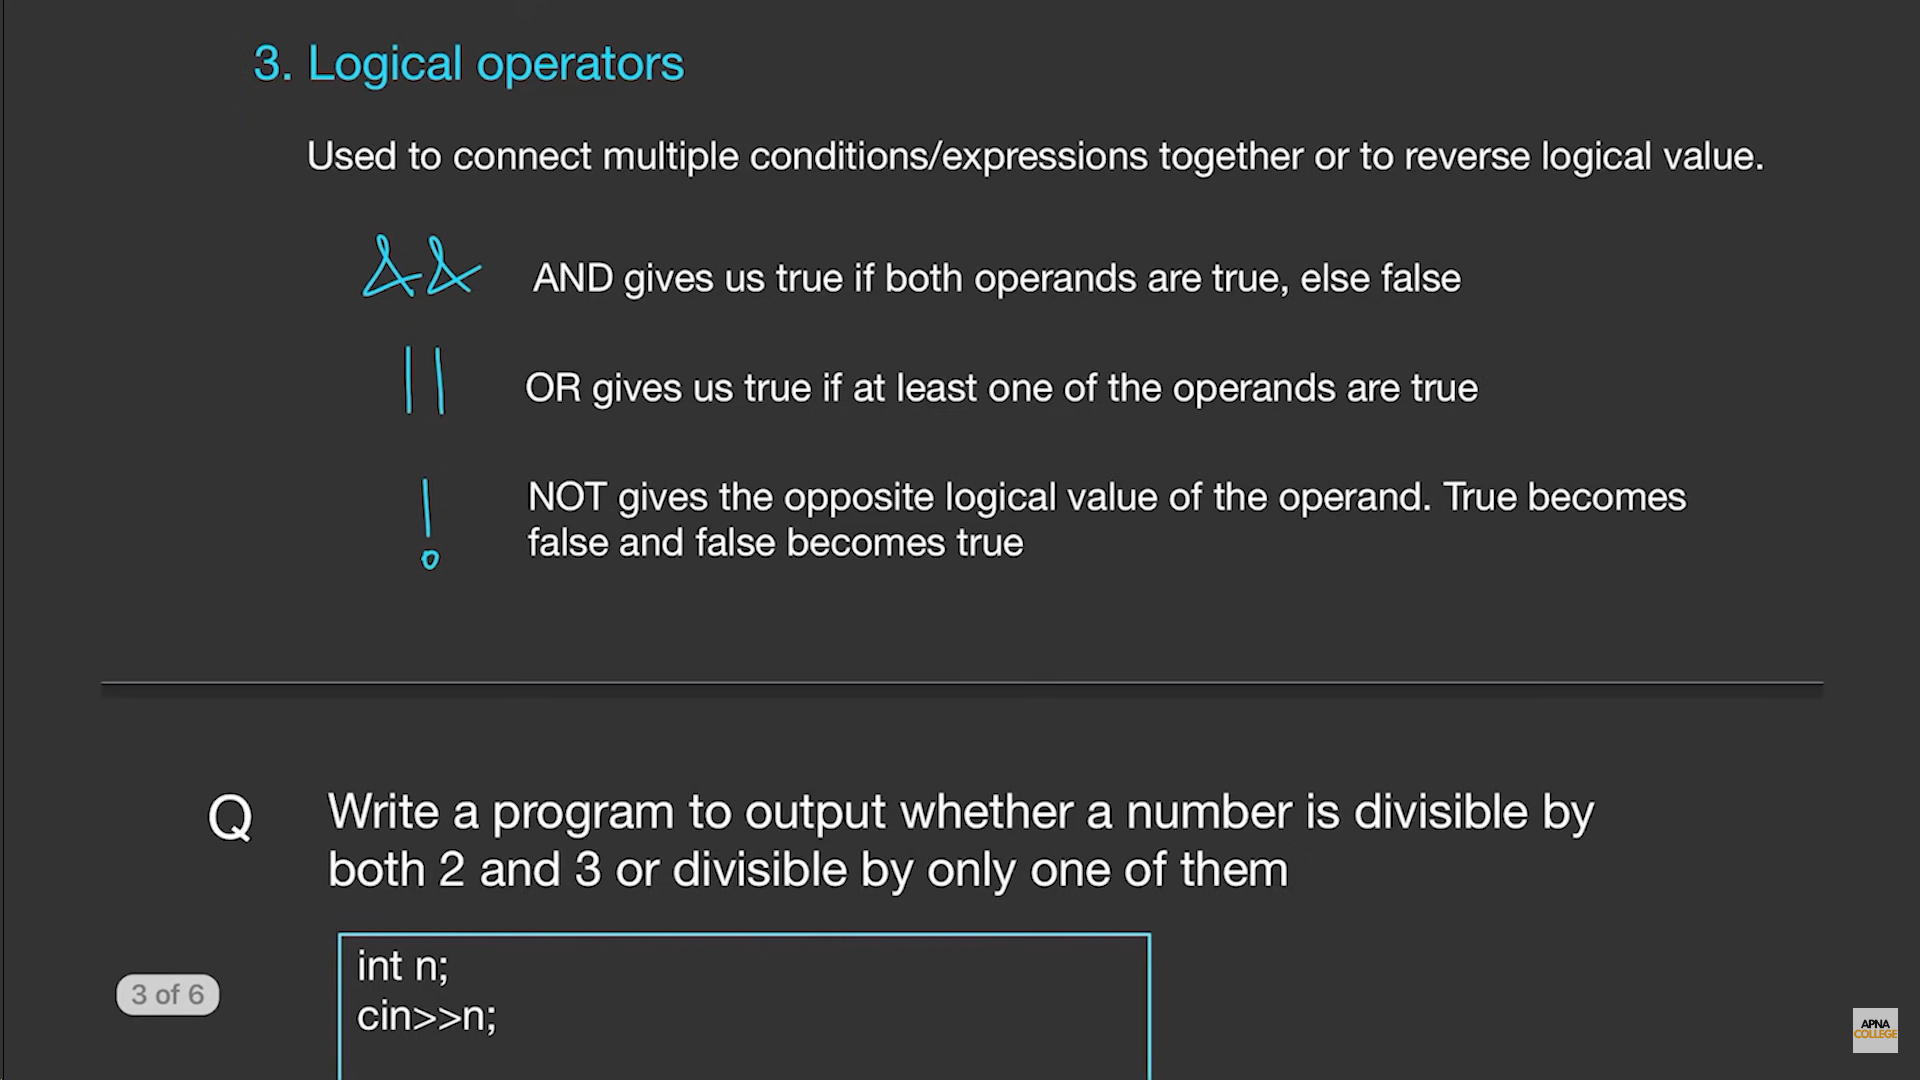 3. Logical operators
Used to connect multiple conditions/expressions together or to reverse logical value.
&& AND gives us true if both operands are true, else false
|| OR gives us true if at least one of the operands are true
! NOT gives the opposite logical value of the operand. True becomes
false and false becomes true
Q Write a program to output whether a number is divisible by
both 2 and 3 or divisible by only one of them
int n;
cin>>n;
3 of 6
APNA
COLLEGE